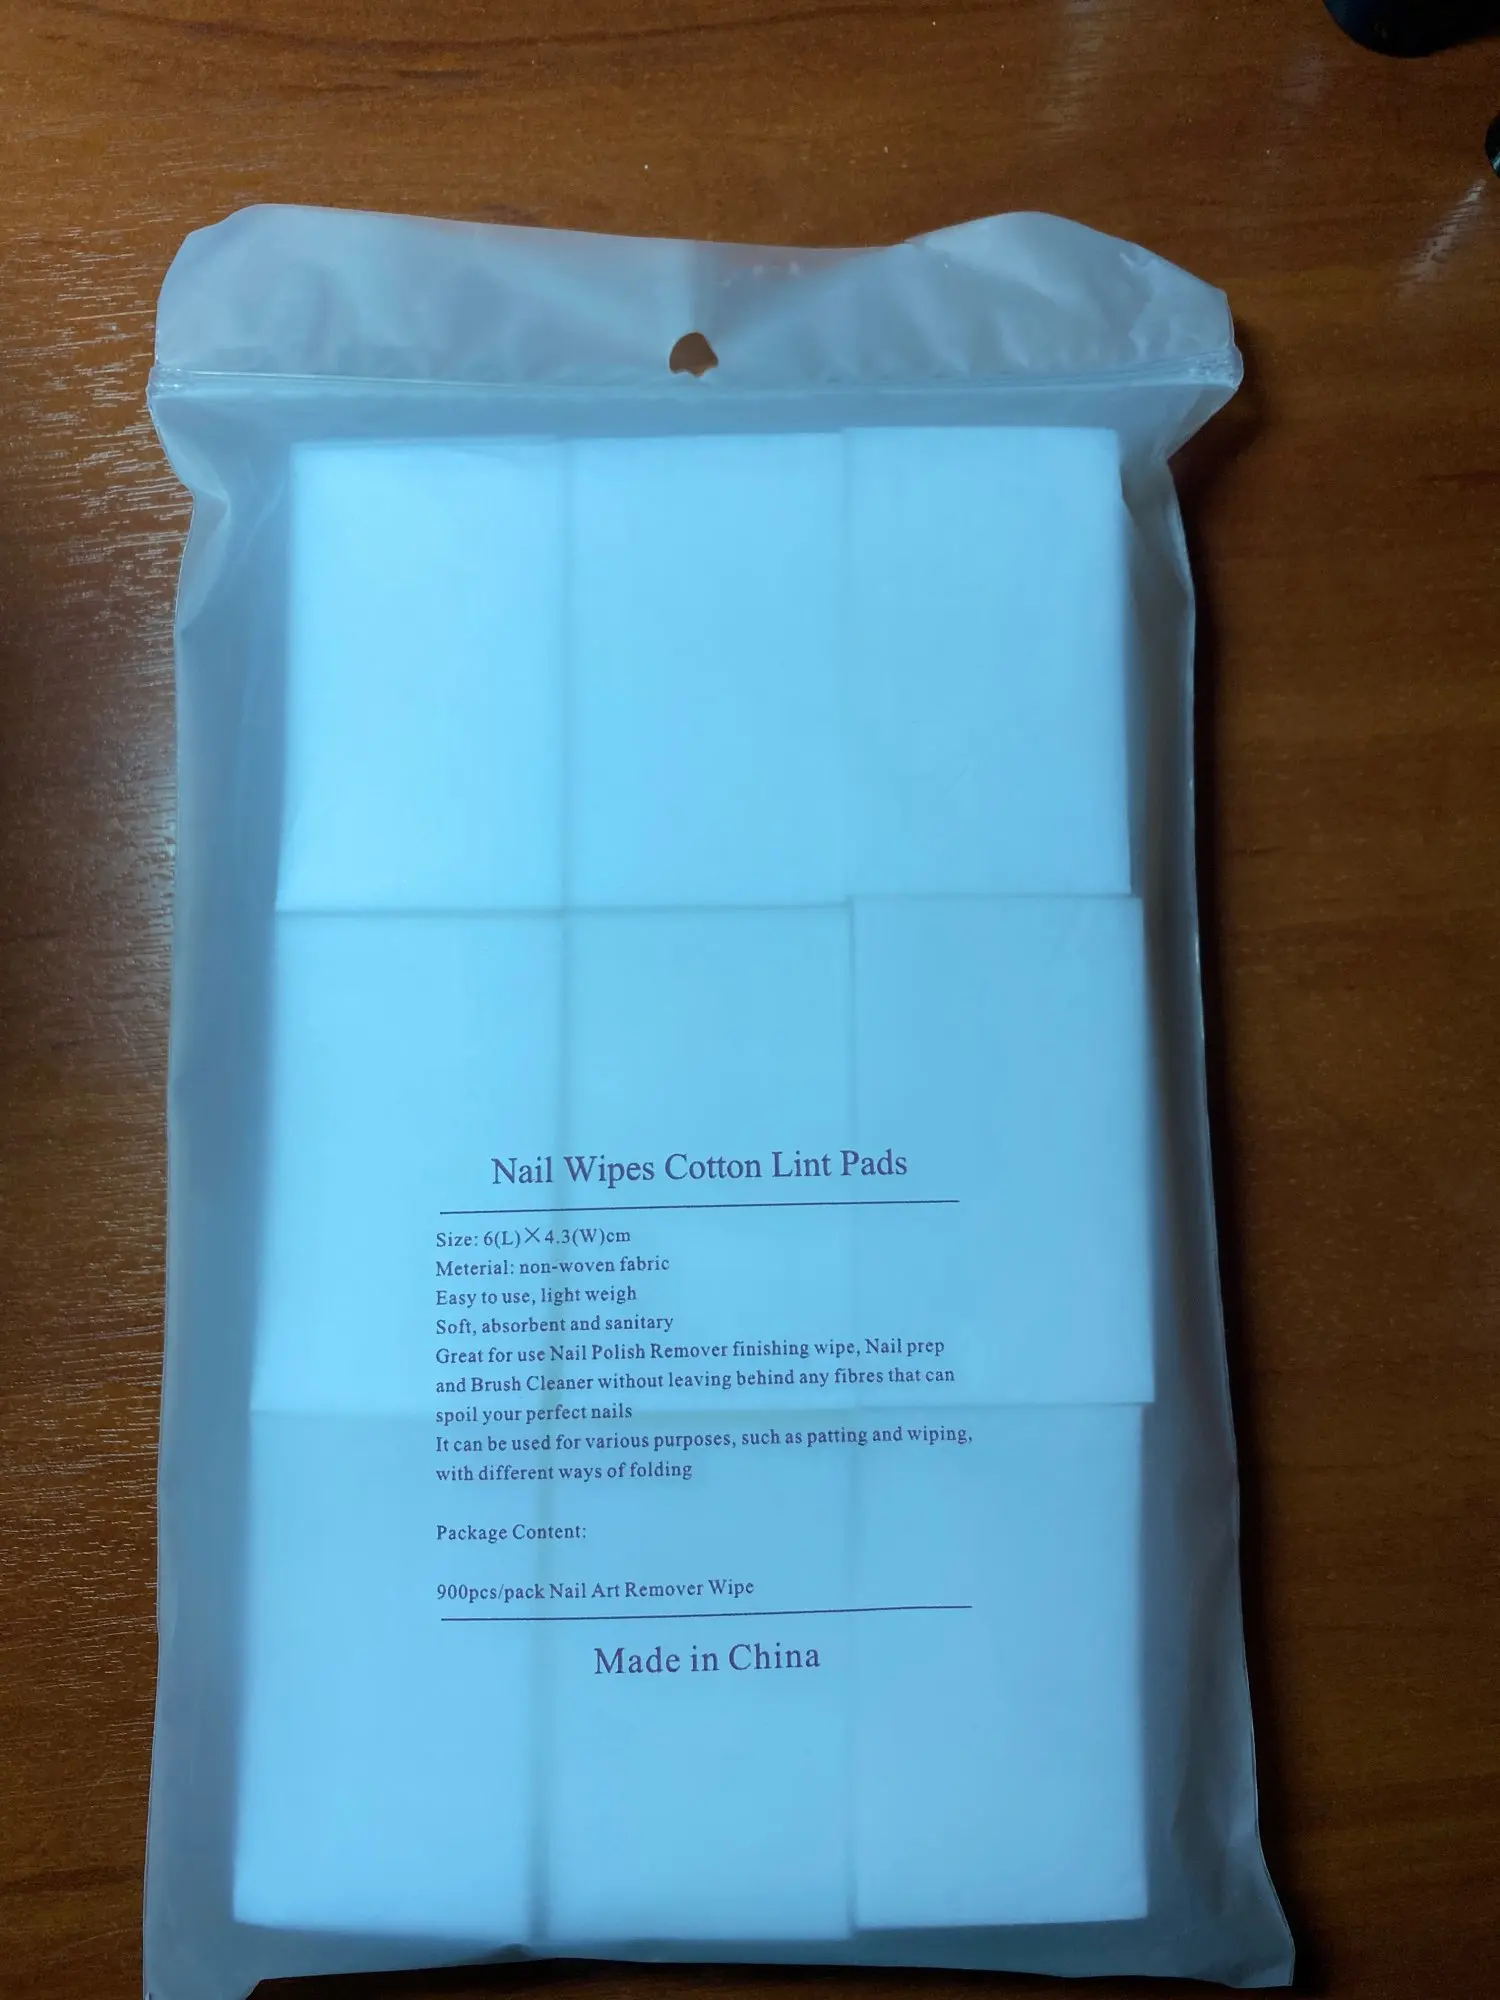 Nail Wipes Cotton Lint Pads
Size: 6(L)×4.3(W)cm
Meterial: non-woven fabric
Easy to use, light weigh
Soft, absorbent and sanitary
Great for use Nail Polish Remover finishing wipe, Nail prep
and Brush Cleaner without leaving behind any fibres that can
spoil your perfect nails
It can be used for various purposes, such as patting and wiping,
with different ways of folding
Package Content:
900pcs/pack Nail Art Remover Wipe
Made in China